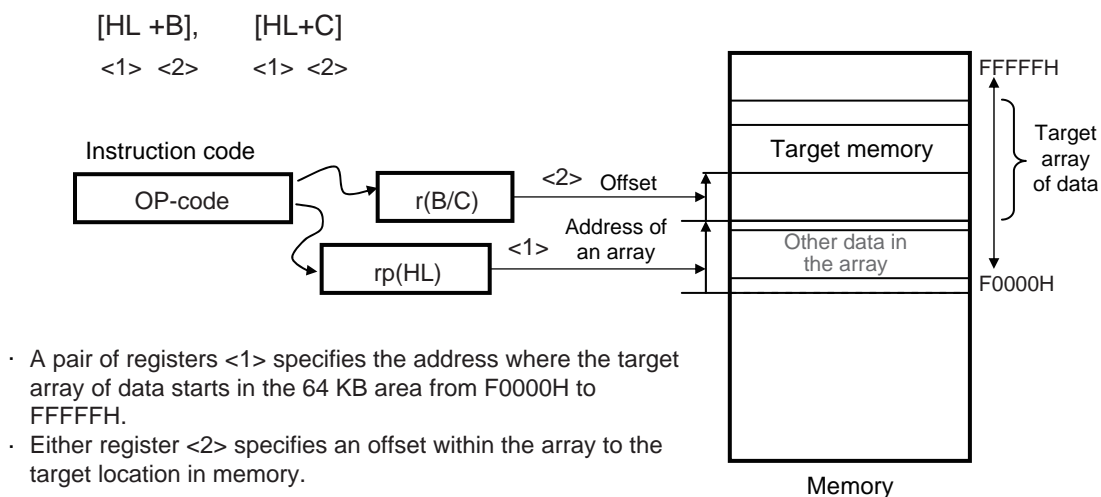 [HL +B], [HL+C]
<1> <2> <1> <2>
FFFFFH
Target
array
of data
Target memory
Instruction code
OP-code
r(B/C)
<2> Offset
Address of
an array
<1>
rp(HL)
Other data in
the array
F0000H
· A pair of registers <1> specifies the address where the target
array of data starts in the 64 KB area from F0000H to
FFFFFH.
· Either register <2> specifies an offset within the array to the
target location in memory.
Memory